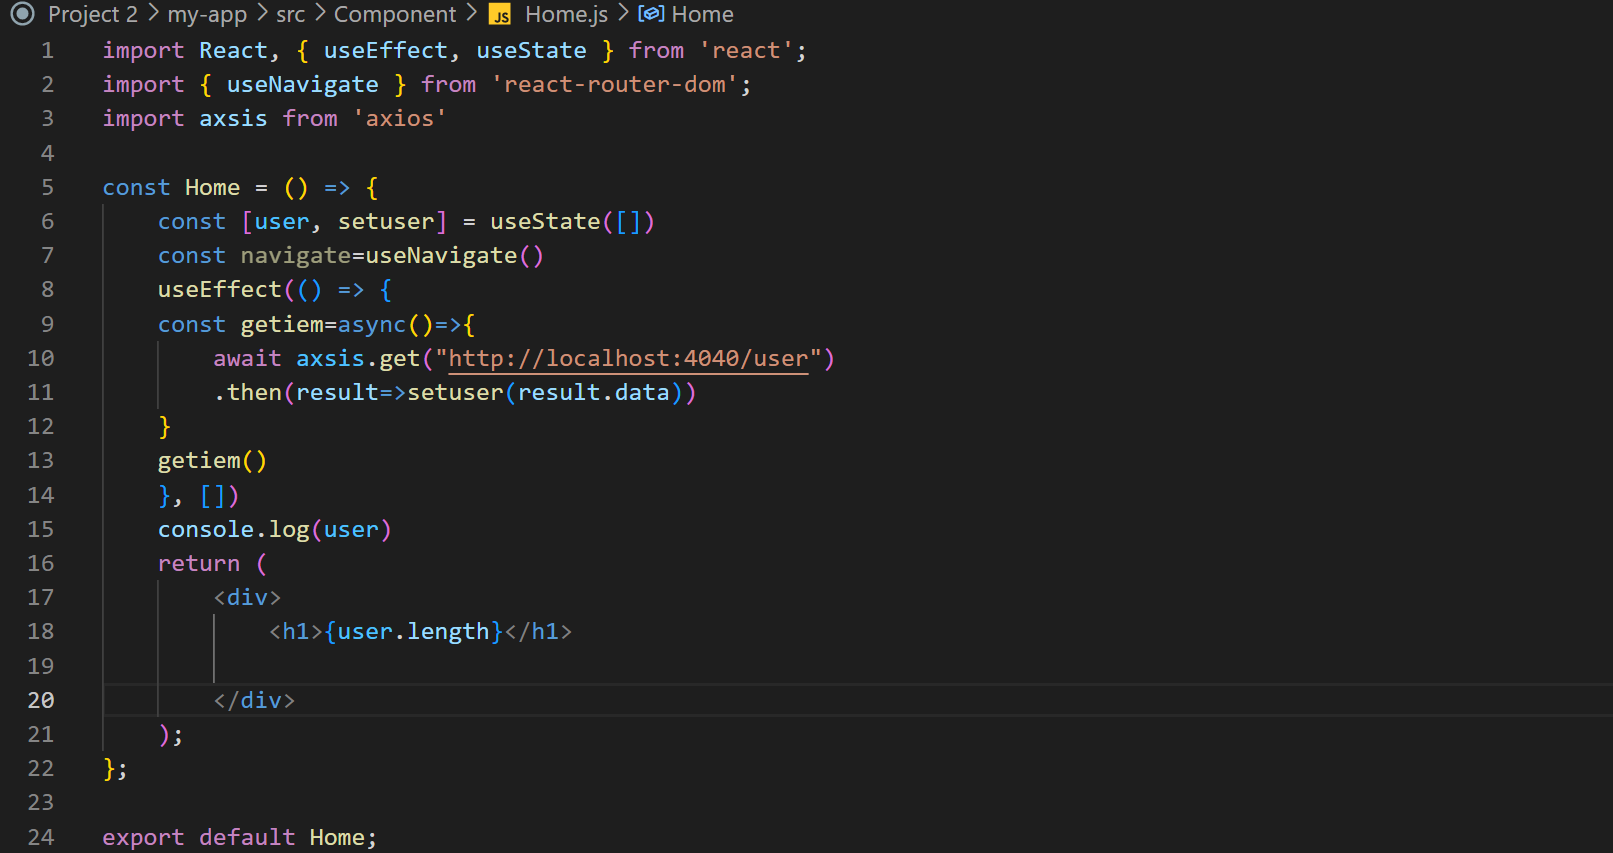 Project 2 > my-app > src > Component > JS Home.js > Home
1 import React, { useEffect, useState } from 'react';
2 import { useNavigate } from 'react-router-dom';
3 import axsis from 'axios'
4
5 const Home = () => {
6 const [user, setuser] = useState([])
7 const navigate=useNavigate()
8 useEffect(() => {
9 const getiem=async()=>{
10 await axsis.get("http://localhost:4040/user")
11 .then(result=>setuser(result.data))
12 }
13 getiem()
14 }, [])
15 console.log(user)
16 return (
17 <div>
18 <h1>{user.length}</h1>
19
20 </div>
21 );
22 };
23
24 export default Home;